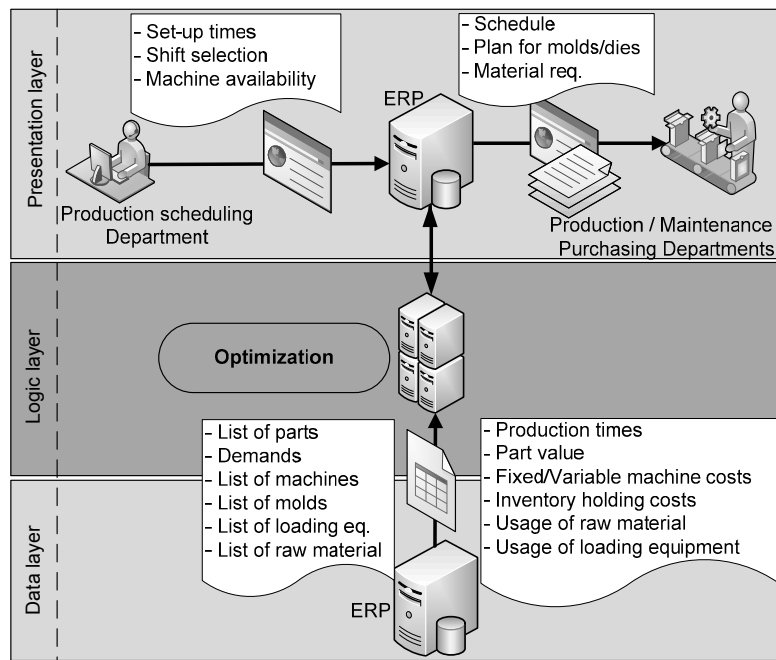 Presentation layer
- Set-up times
- Shift selection
- Machine availability
ERP
- Schedule
- Plan for molds/dies
- Material req.
Production scheduling
Department
Production / Maintenance
Purchasing Departments
Logic layer
Optimization
Data layer
- List of parts
- Demands
- List of machines
- List of molds
- List of loading eq.
- List of raw material
- Production times
- Part value
- Fixed/Variable machine costs
- Inventory holding costs
- Usage of raw material
- Usage of loading equipment
ERP